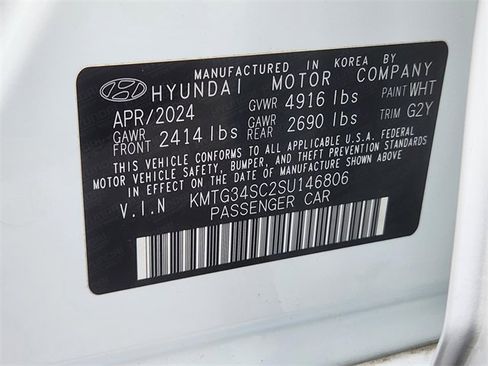 MANUFACTURED IN KOREA BY
HYUNDAI MOTOR COMPANY
APR/2024 GVWR 4916 lbs PAINT WHT
GAWR FRONT 2414 lbs GAWR REAR 2690 lbs TRIM G2Y
THIS VEHICLE CONFORMS TO ALL APPLICABLE U.S.A. FEDERAL
MOTOR VEHICLE SAFETY, BUMPER, AND THEFT PREVENTION
STANDARDS IN EFFECT ON THE DATE OF MANUFACTURE SHOWN ABOVE.
V.I.N KMTG34SC2SU146806
PASSENGER CAR